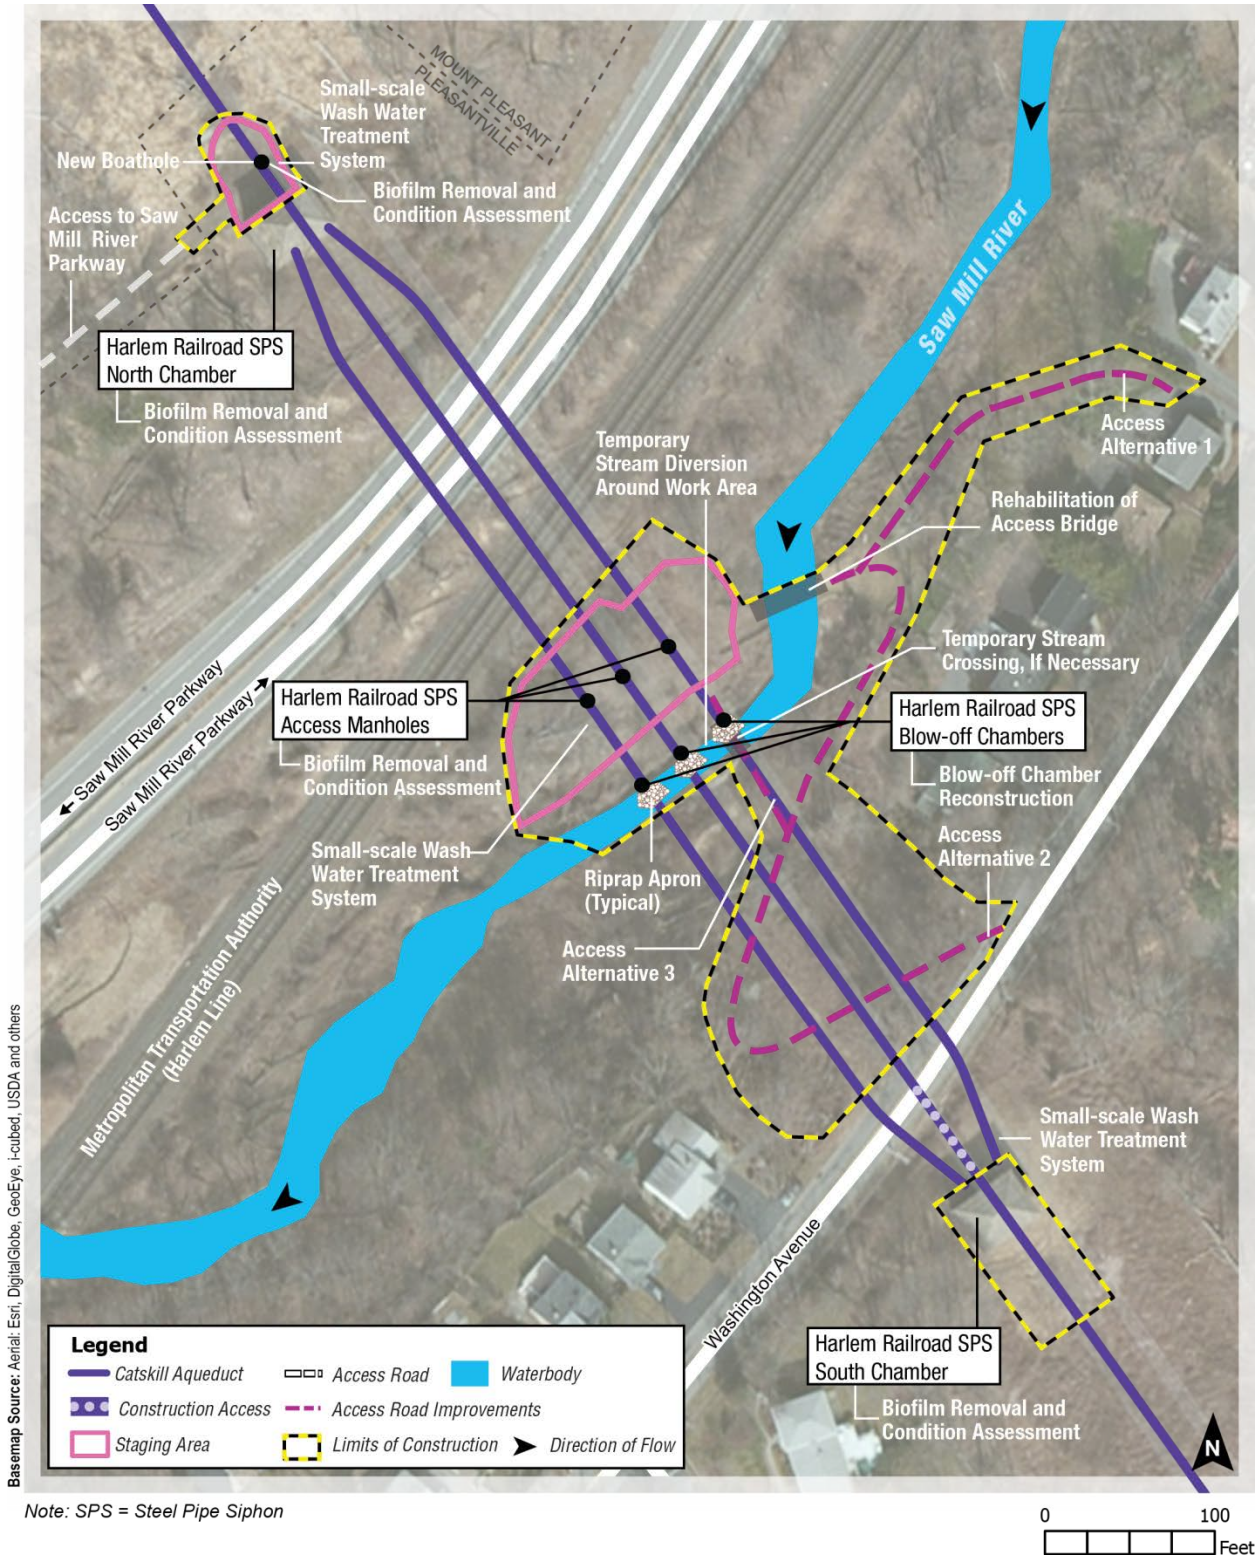 MOUNT PLEASANT
PLEASANTVILLE
Small-scale
Wash Water
Treatment
System
New Boathole
Biofilm Removal and
Condition Assessment
Access to Saw
Mill River
Parkway
Harlem Railroad SPS
North Chamber
Biofilm Removal and
Condition Assessment
Saw Mill River
Temporary
Stream Diversion
Around Work Area
Access
Alternative 1
Rehabilitation of
Access Bridge
Temporary Stream
Crossing, If Necessary
Saw Mill River Parkway
Saw Mill River Parkway
Harlem Railroad SPS
Access Manholes
Biofilm Removal and
Condition Assessment
Harlem Railroad SPS
Blow-off Chambers
Blow-off Chamber
Reconstruction
Small-scale Wash
Water Treatment
System
Riprap Apron
(Typical)
Access
Alternative 2
Access
Alternative 3
Metropolitan Transportation Authority
(Harlem Line)
Small-scale Wash
Water Treatment
System
Washington Avenue
Harlem Railroad SPS
South Chamber
Biofilm Removal and
Condition Assessment
Basemap Source: Aerial: Esri, DigitalGlobe, GeoEye, i-cubed, USDA and others
Legend
Catskill Aqueduct
Access Road
Waterbody
Construction Access
Access Road Improvements
Staging Area
Limits of Construction
Direction of Flow
N
Note: SPS = Steel Pipe Siphon
0 100
Feet